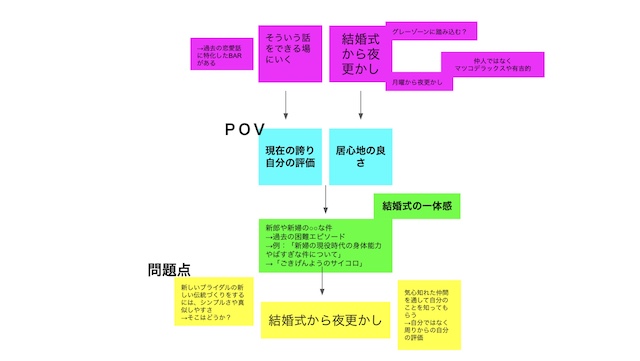 →過去の恋愛話
に特化したBAR
がある
そういう話
をできる場
にいく
結婚式
から夜
更かし
グレーゾーンに踏み込む？
仲人ではなく
マツコデラックスや有吉的
月曜から夜更かし
ＰＯＶ
現在の誇り
自分の評価
居心地の良
さ
結婚式の一体感
新郎や新婦の○○な件
→過去の困難エピソード
→例：「新婦の現役時代の身体能力
やばすぎな件について」
→「ごきげんようのサイコロ」
問題点
新しいブライダルの新
しい伝統づくりをする
には、シンプルさや真
似しやすさ
→そこはどうか？
結婚式から夜更かし
気心知れた仲間
を通して自分の
ことを知っても
らう
→自分ではなく
周りからの自分
の評価